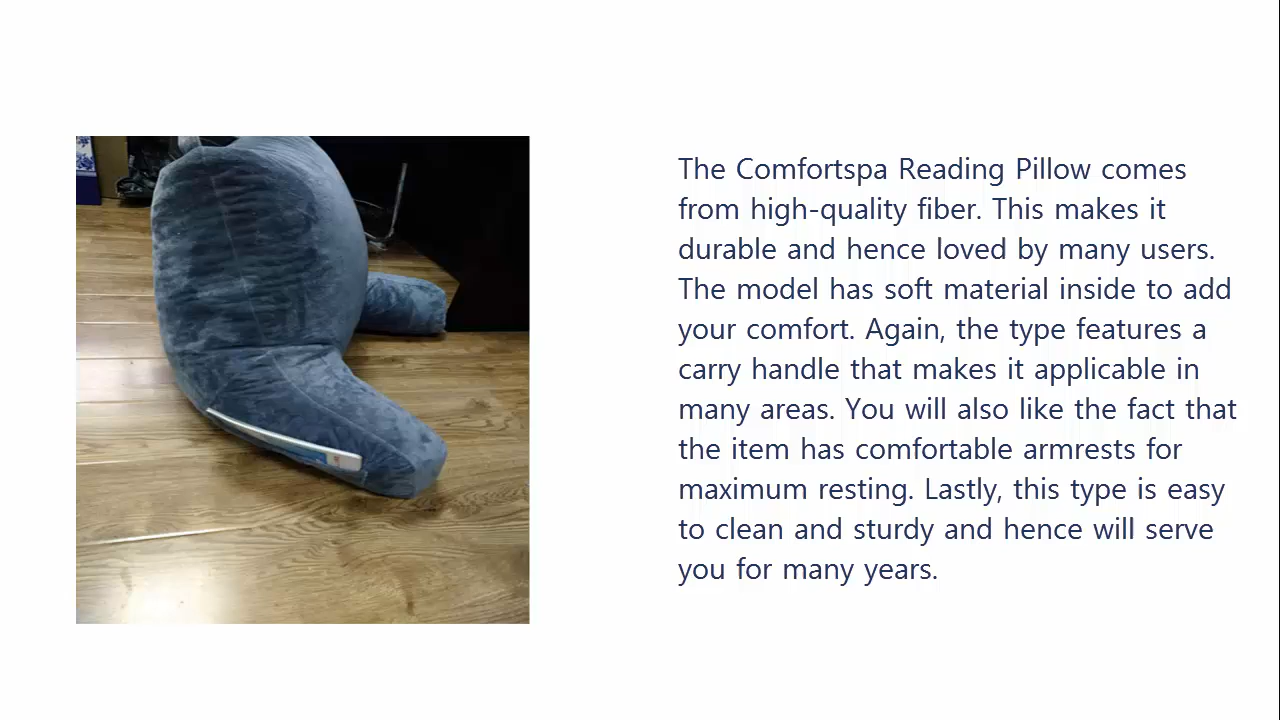 The Comfortspa Reading Pillow comes
from high-quality fiber. This makes it
durable and hence loved by many users.
The model has soft material inside to add
your comfort. Again, the type features a
carry handle that makes it applicable in
many areas. You will also like the fact that
the item has comfortable armrests for
maximum resting. Lastly, this type is easy
to clean and sturdy and hence will serve
you for many years.